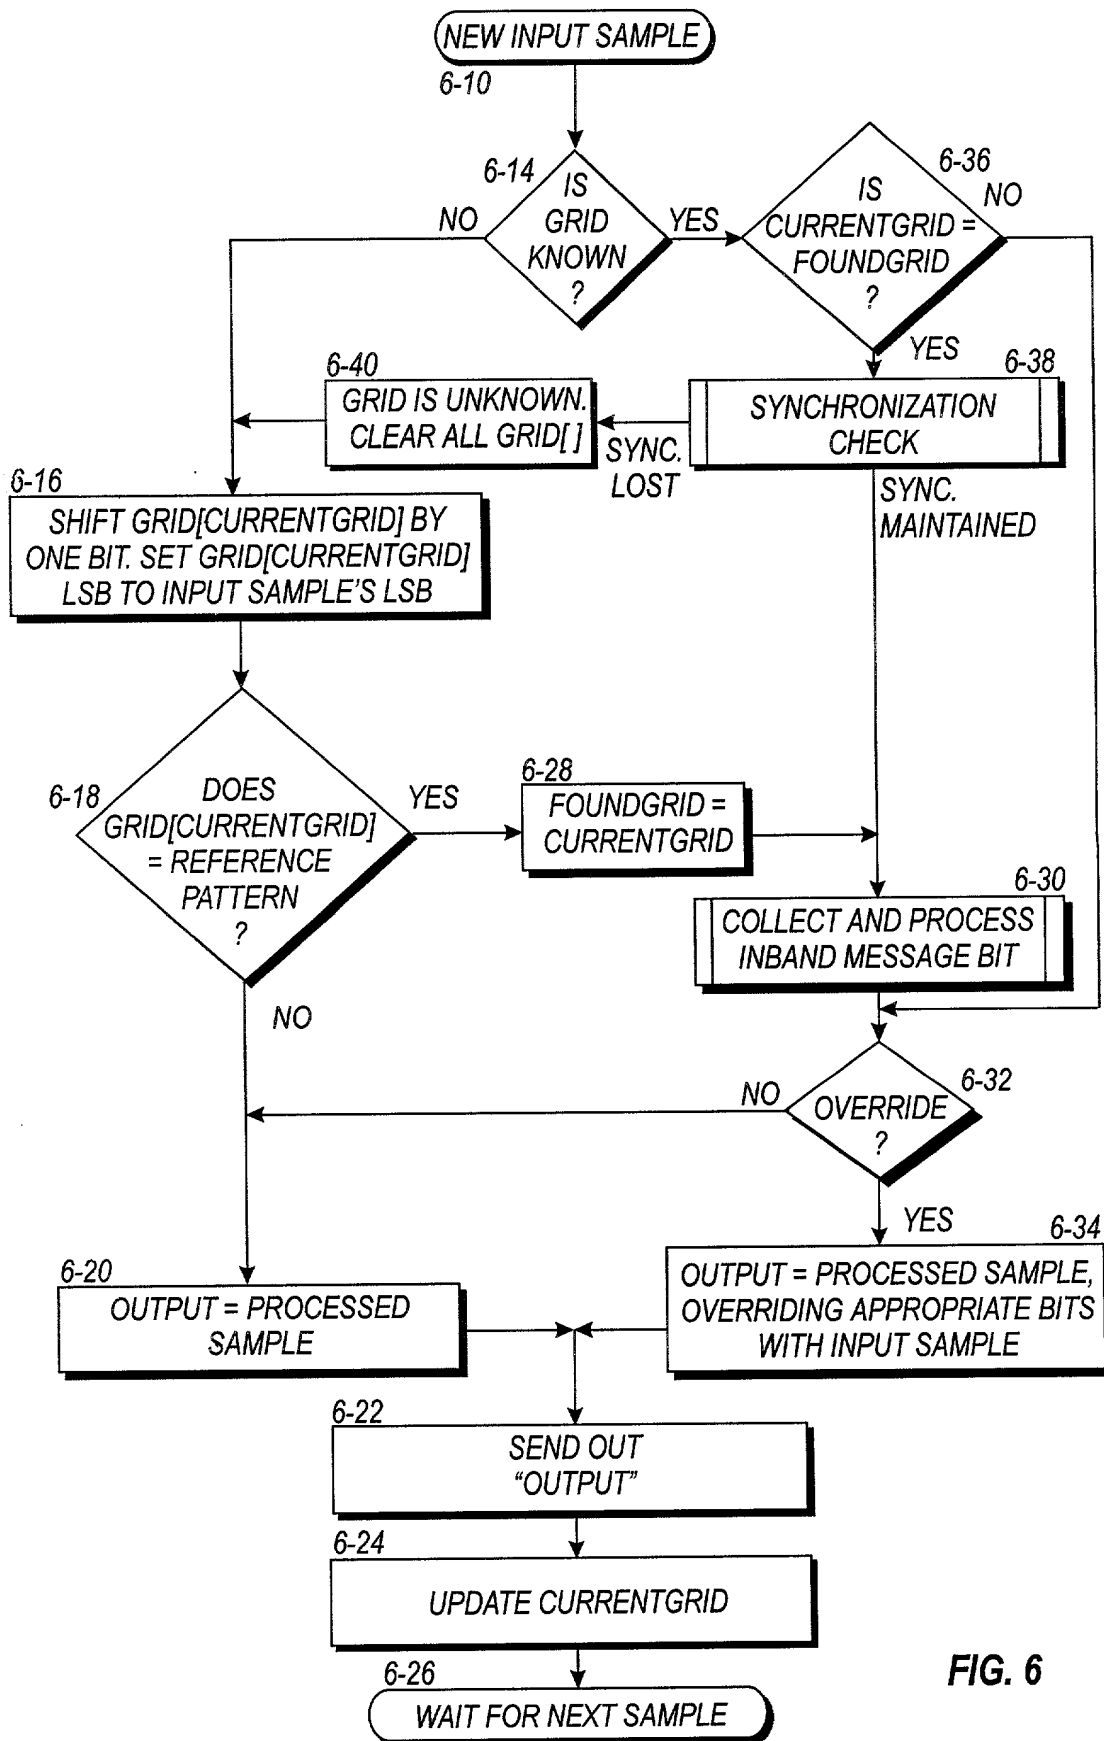 NEW INPUT SAMPLE
6-10
6-14
IS
GRID
KNOWN
?
NO
YES
6-36
IS
CURRENTGRID =
FOUNDGRID
?
NO
YES
6-40
GRID IS UNKNOWN.
CLEAR ALL GRID[ ]
6-38
SYNCHRONIZATION
CHECK
SYNC.
LOST
SYNC.
MAINTAINED
6-16
SHIFT GRID[CURRENTGRID] BY
ONE BIT. SET GRID[CURRENTGRID]
LSB TO INPUT SAMPLE'S LSB
6-18
DOES
GRID[CURRENTGRID]
= REFERENCE
PATTERN
?
YES
NO
6-28
FOUNDGRID =
CURRENTGRID
6-30
COLLECT AND PROCESS
INBAND MESSAGE BIT
6-32
OVERRIDE
?
NO
YES
6-20
OUTPUT = PROCESSED
SAMPLE
6-34
OUTPUT = PROCESSED SAMPLE,
OVERRIDING APPROPRIATE BITS
WITH INPUT SAMPLE
6-22
SEND OUT
“OUTPUT”
6-24
UPDATE CURRENTGRID
6-26
WAIT FOR NEXT SAMPLE
FIG. 6